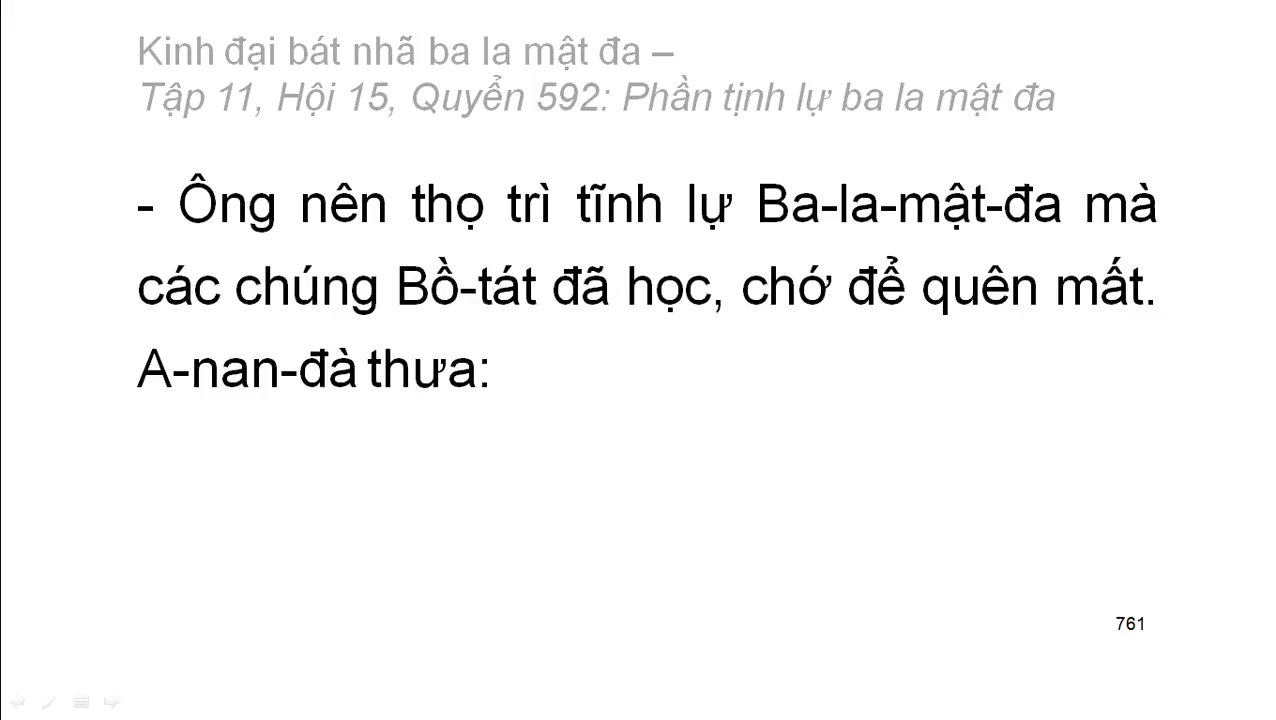 Kinh đại bát nhã ba la mật đa –
Tập 11, Hội 15, Quyển 592: Phần tịnh lự ba la mật đa
- Ông nên thọ trì tĩnh lự Ba-la-mật-đa mà
các chúng Bồ-tát đã học, chớ để quên mất.
A-nan-đà thưa:
761